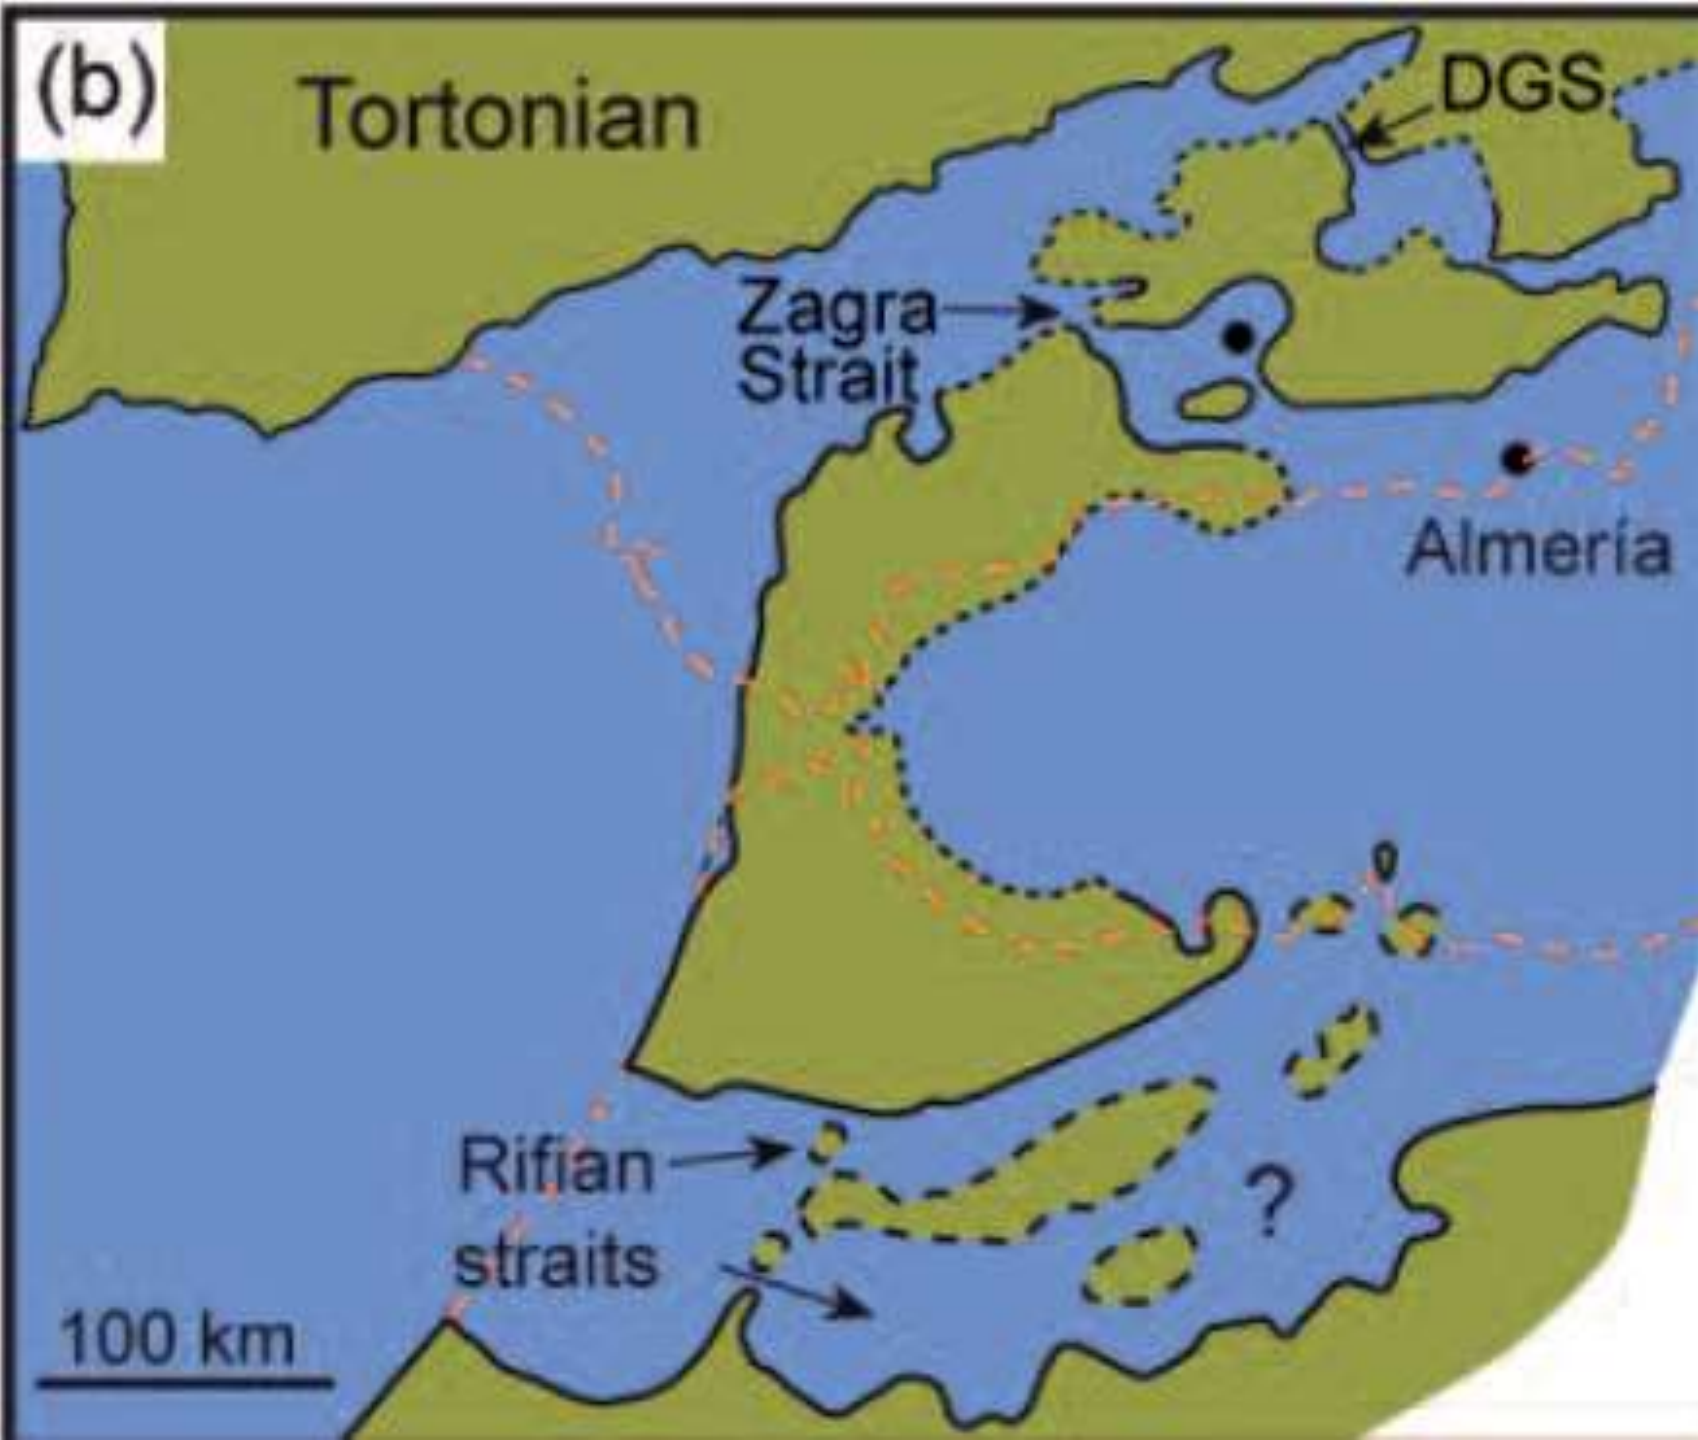 (b)
Tortonian
DGS
Zagra
Strait
Almería
Rifian
straits
?
100 km